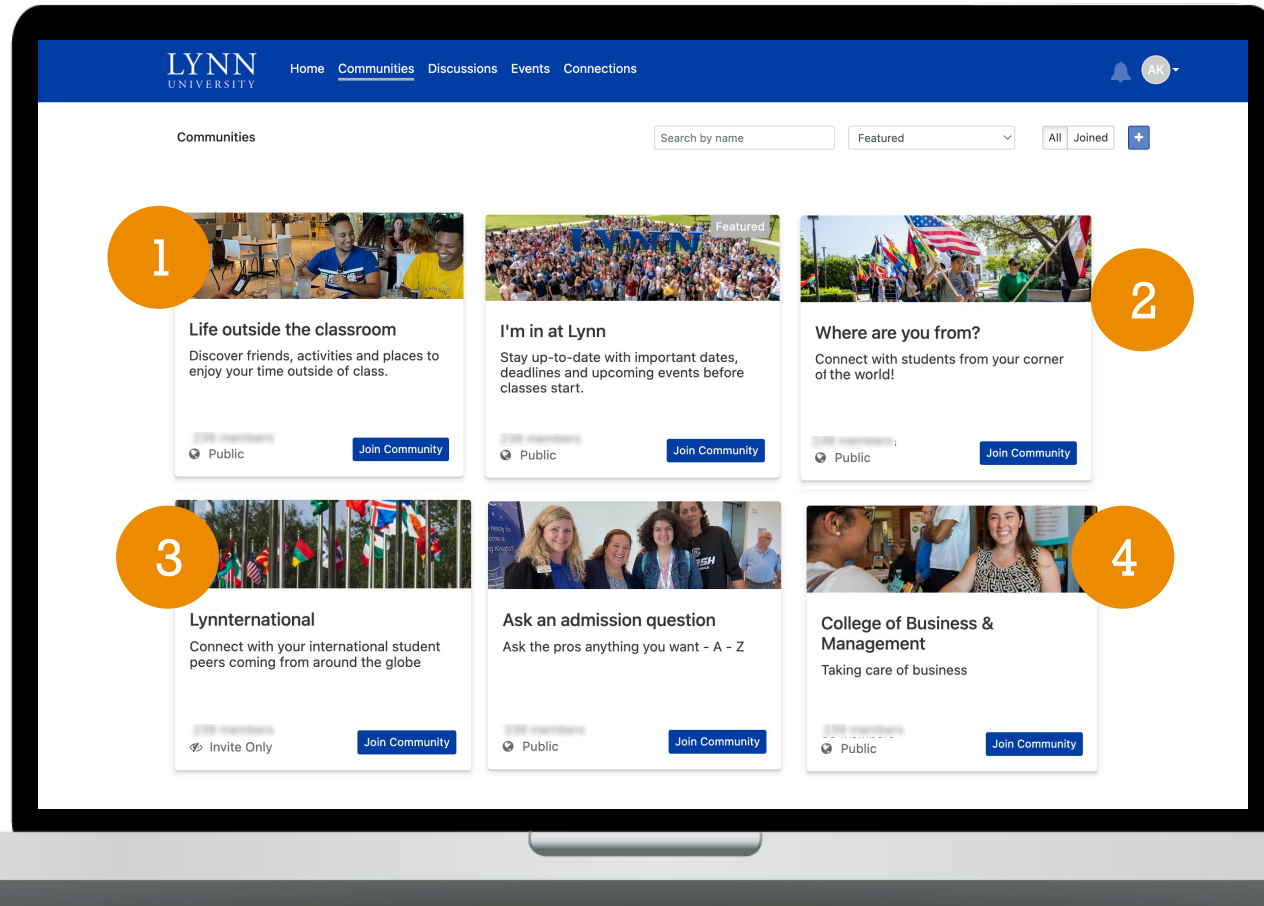 LYNN
UNIVERSITY
Home Communities Discussions Events Connections
AK
Communities
Search by name
Featured
All Joined
+
1
Life outside the classroom
Discover friends, activities and places to
enjoy your time outside of class.
Public
Join Community
LYNN
Featured
I'm in at Lynn
Stay up-to-date with important dates,
deadlines and upcoming events before
classes start.
Public
Join Community
2
Where are you from?
Connect with students from your corner
of the world!
Public
Join Community
3
Lynnternational
Connect with your international student
peers coming from around the globe
Invite Only
Join Community
Ask an admission question
Ask the pros anything you want - A - Z
Public
Join Community
4
College of Business &
Management
Taking care of business
Public
Join Community